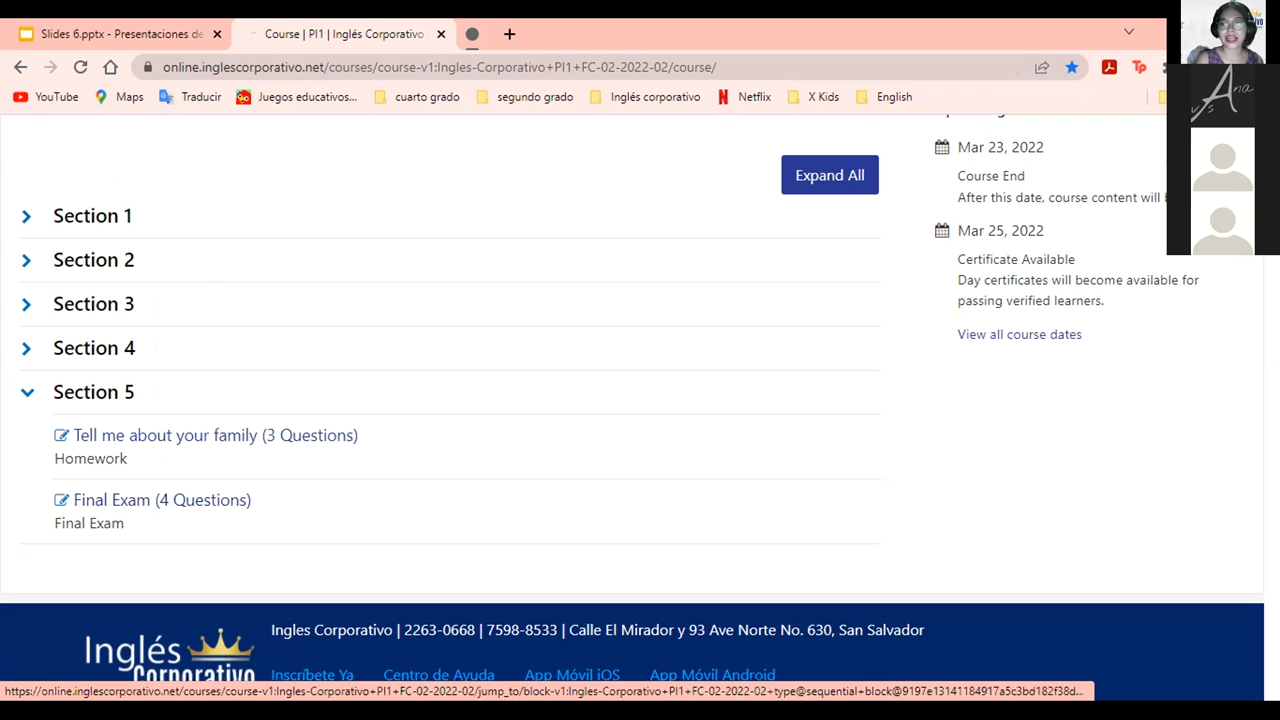 Slides 6.pptx - Presentaciones de
Course | PI1 | Inglés Corporativo
online.inglescorporativo.net/courses/course-v1:Ingles-Corporativo+PI1+FC-02-2022-02/course/
YouTube
Maps
Traducir
Juegos educativos...
cuarto grado
segundo grado
Inglés corporativo
Netflix
X Kids
English
Ana
Expand All
Mar 23, 2022
Course End
After this date, course content will
Mar 25, 2022
Certificate Available
Day certificates will become available for
passing verified learners.
View all course dates
Section 1
Section 2
Section 3
Section 4
Section 5
Tell me about your family (3 Questions)
Homework
Final Exam (4 Questions)
Final Exam
Inglés
Corporativo
Ingles Corporativo | 2263-0668 | 7598-8533 | Calle El Mirador y 93 Ave Norte No. 630, San Salvador
Inscríbete Ya
Centro de Ayuda
App Móvil iOS
App Móvil Android
https://online.inglescorporativo.net/courses/course-v1:Ingles-Corporativo+PI1+FC-02-2022-02/jump_to/block-v1:Ingles-Corporativo+PI1+FC-02-2022-02+type@sequential+block@9197e13141184917a5c3bd182f38d...